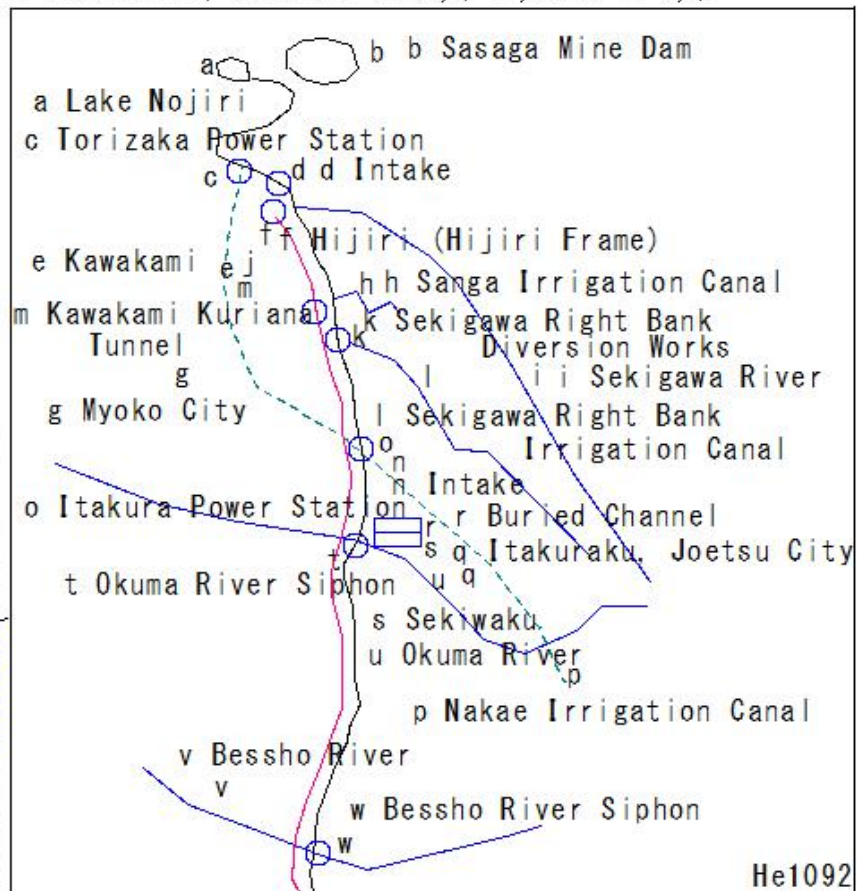 b b Sasaga Mine Dam
a
a Lake Nojiri
c Torizaka Power Station
c d d Intake
f f Hijiri (Hijiri Frame)
e Kawakami e j
m
h h Sanga Irrigation Canal
m Kawakami Kuriana
Tunnel
k k Sekigawa Right Bank
Diversion Works
g
l i i Sekigawa River
g Myoko City
l Sekigawa Right Bank
Irrigation Canal
o
n
n Intake
o Itakura Power Station
r r Buried Channel
s q Itakuraku. Joetsu City
t
u q
t Okuma River Siphon
s Sekiwaku
u Okuma River
p
p Nakae Irrigation Canal
v Bessho River
v
w Bessho River Siphon
w
He1092